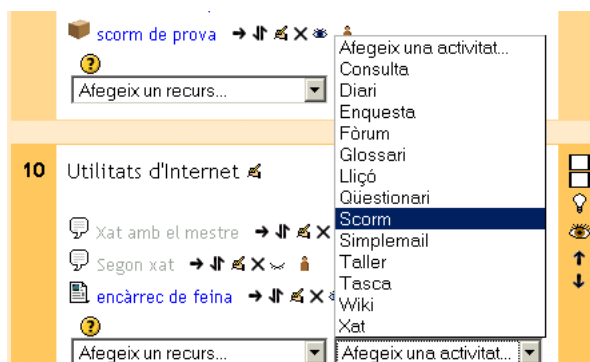 scorm de prova
Afegeix un recurs...
Afegeix una activitat...
Consulta
Diari
Enquesta
Fòrum
Glossari
Lliçó
Qüestionari
Scorm
Simplemail
Taller
Tasca
Wiki
Xat
10 Utilitats d'Internet
Xat amb el mestre
Segon xat
encàrrec de feina
Afegeix un recurs...
Afegeix una activitat...